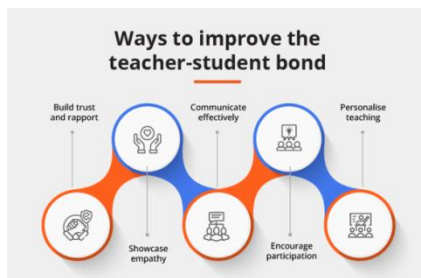 Ways to improve the
teacher-student bond
Build trust
and rapport
Communicate
effectively
Personalise
teaching
Showcase
empathy
Encourage
participation